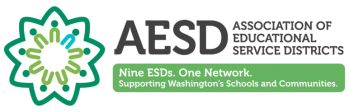 AESD
ASSOCIATION OF
EDUCATIONAL
SERVICE DISTRICTS
Nine ESDs. One Network.
Supporting Washington's Schools and Communities.